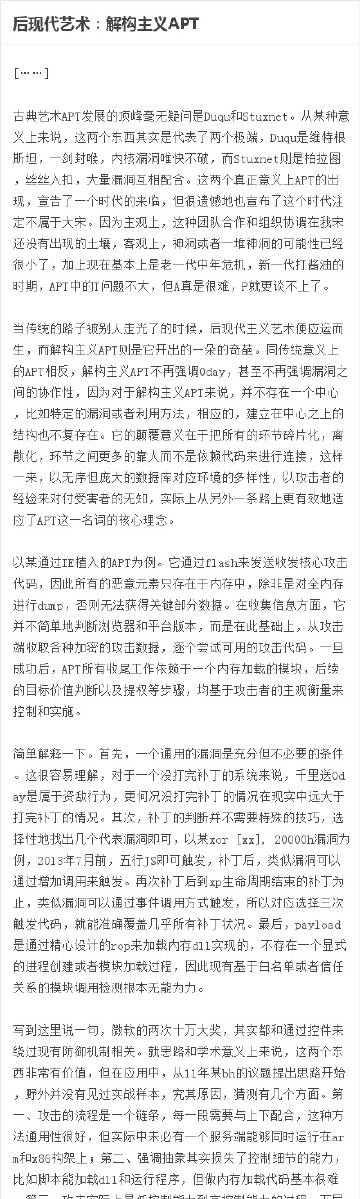 后现代艺术：解构主义APT
[……]
古典艺术APT发展的顶峰毫无疑问是Duqu和Stuxnet。从某种意
义上来说，这两个东西其实是代表了两个极端，Duqu是维特根
斯坦，一剑封喉，内核漏洞唯快不破，而Stuxnet则是柏拉图
，丝丝入扣，大量漏洞互相配合。这两个真正意义上APT的出
现，宣告了一个时代的来临，但很遗憾地也宣布了这个时代注
定不属于大宋。因为主观上，这种团队合作和组织协调在我宋
还没有出现的土壤，客观上，神洞或者一堆神洞的可能性已经
很小了，加上现在基本上是老一代中年危机，新一代打酱油的
时期，APT中的T问题不大，但A真是很难，P就更谈不上了。
当传统的路子被别人走光了的时候，后现代主义艺术便应运而
生，而解构主义APT则是它开出的一朵的奇葩。同传统意义上
的APT相反，解构主义APT不再强调0day，甚至不再强调漏洞之
间的协作性，因为对于解构主义APT来说，并不存在一个中心
，比如特定的漏洞或者利用方法，相应的，建立在中心之上的
结构也不复存在。它的颠覆意义在于把所有的环节碎片化，离
散化，环节之间更多的靠人而不是依赖代码来进行连接，这样
一来，以无序但庞大的数据库对应环境的多样性，以攻击者的
经验来对付受害者的无知，实际上从另外一条路上更有效地适
应了APT这一名词的核心理念。
以某通过IE植入的APT为例。它通过flash来发送收发核心攻击
代码，因此所有的恶意元素只存在于内存中，除非是对全内存
进行dump，否则无法获得关键部分数据。在收集信息方面，它
并不简单地判断浏览器和平台版本，而是在此基础上，从攻击
端收取各种加密的攻击数据，逐个尝试可用的攻击代码。一旦
成功后，APT所有收尾工作依赖于一个内存加载的模块，后续
的目标价值判断以及提权等步骤，均基于攻击者的主观衡量来
控制和实施。
简单解释一下。首先，一个通用的漏洞是充分但不必要的条件
。这很容易理解，对于一个没打完补丁的系统来说，千里送0d
ay是属于资敌行为，更何况没打完补丁的情况在现实中远大于
打完补丁的情况。其次，补丁的判断并不需要特殊的技巧，选
择性地找出几个代表漏洞即可，以某xor [xx], 20000h漏洞为
例，2013年7月前，五行JS即可触发，补丁后，类似漏洞可以
通过增加调用来触发。再次补丁后到xp生命周期结束的补丁为
止，类似漏洞可以通过事件调用方式触发，所以对应选择三次
触发代码，就能准确覆盖几乎所有补丁状况。最后，payload
是通过精心设计的rop来加载内存dll实现的，不存在一个显式
的进程创建或者模块加载过程，因此现有基于白名单或者信任
关系的模块调用检测根本无能为力。
写到这里说一句，微软的两次十万大奖，其实都和通过控件来
绕过现有防御机制相关。就思路和学术意义上来说，这两个东
西非常有价值，但在应用中，从11年某bh的议题提出思路开始
，野外并没有见过实战样本，究其原因，猜测有几个方面。第
一、攻击的流程是一个链条，每一段需要与上下配合，这种方
法通用性很好，但实际中未必有一个服务端能够同时运行在ar
m和x86构架上；第二、强调抽象其实损失了控制细节的能力，
比如脚本能加载dll和运行程序，但做内存加载代码基本很难